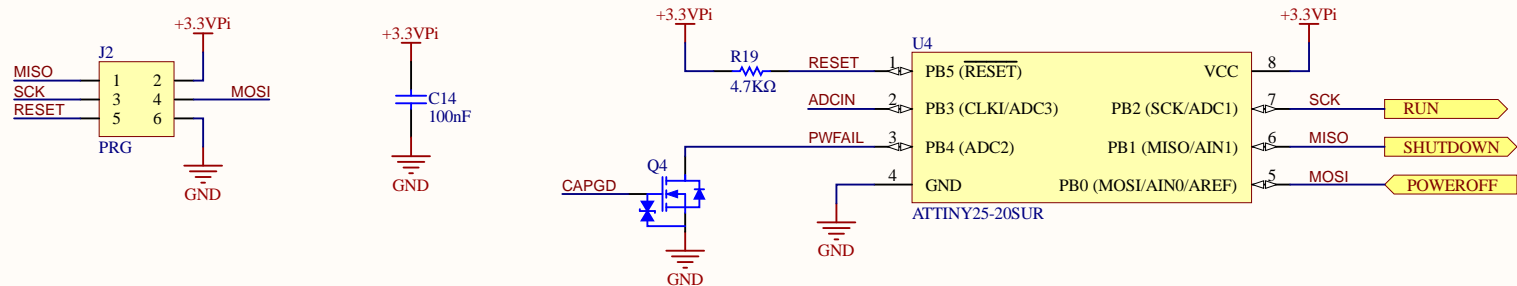 +3.3VPi
J2
MISO 1 2
SCK 3 4 MOSI
RESET 5 6
PRG
GND
+3.3VPi
C14
100nF
GND
+3.3VPi
R19
4.7KΩ
RESET
ADCIN
PWFAIL
Q4
CAPGD
GND
GND
U4
+3.3VPi
1 PB5 (RESET) VCC 8
2 PB3 (CLKI/ADC3) PB2 (SCK/ADC1) 7 SCK RUN
3 PB4 (ADC2) PB1 (MISO/AIN1) 6 MISO SHUTDOWN
4 GND PB0 (MOSI/AIN0/AREF) 5 MOSI POWEROFF
ATTINY25-20SUR